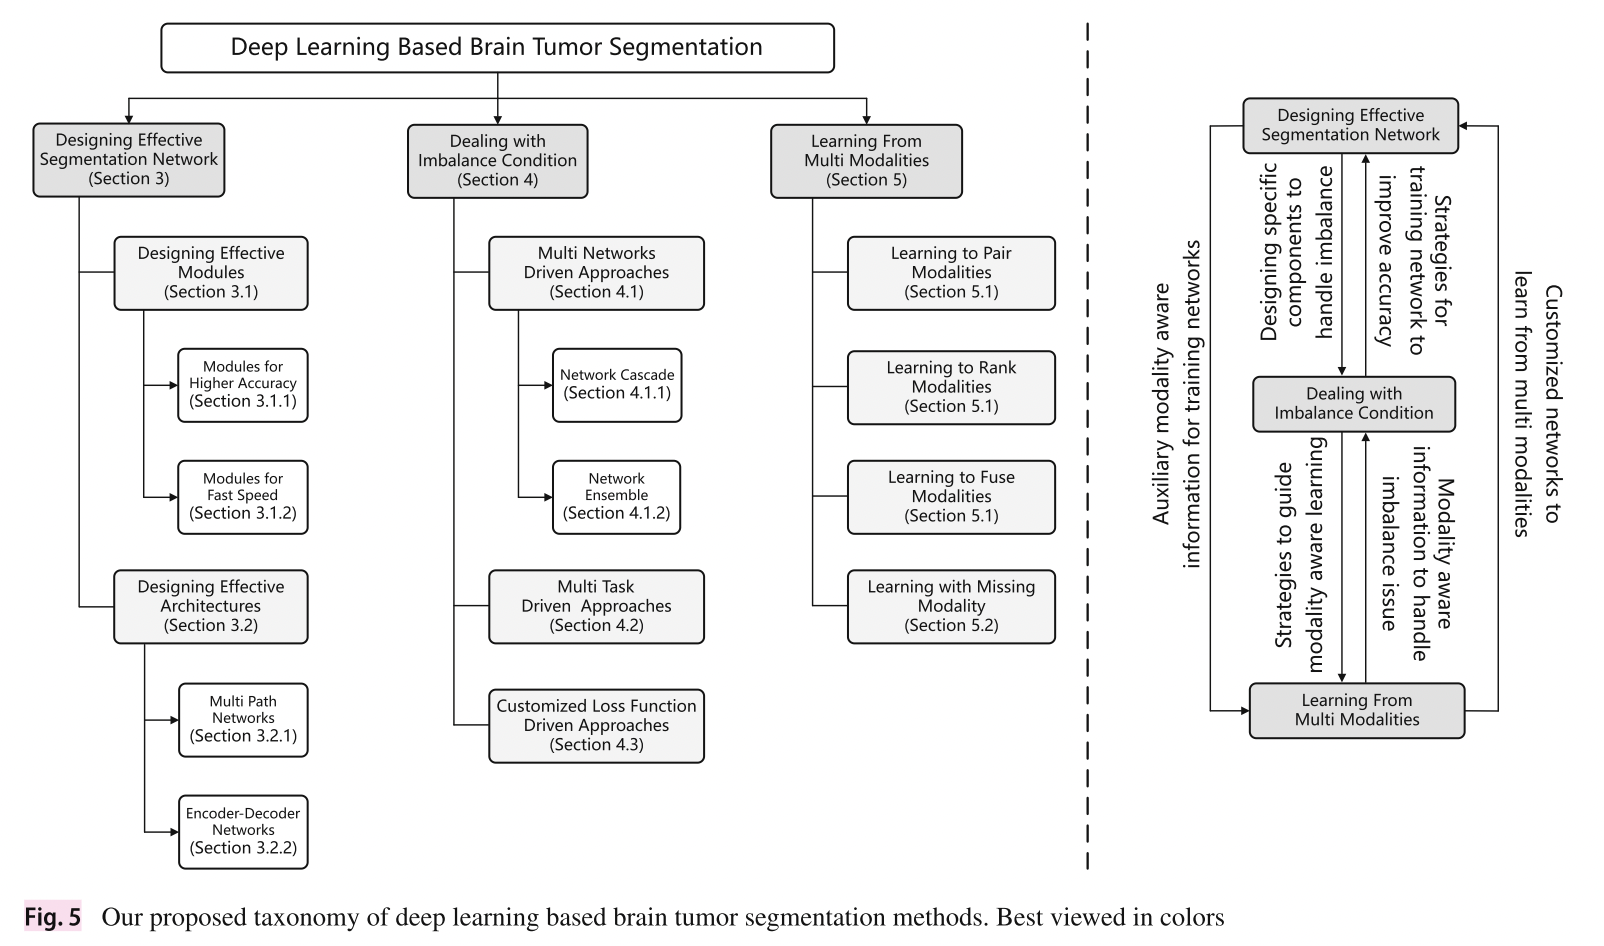 Deep Learning Based Brain Tumor Segmentation
Designing Effective
Segmentation Network
(Section 3)
Designing Effective
Modules
(Section 3.1)
Modules for
Higher Accuracy
(Section 3.1.1)
Modules for
Fast Speed
(Section 3.1.2)
Designing Effective
Architectures
(Section 3.2)
Multi Path
Networks
(Section 3.2.1)
Encoder-Decoder
Networks
(Section 3.2.2)
Dealing with
Imbalance Condition
(Section 4)
Multi Networks
Driven Approaches
(Section 4.1)
Network Cascade
(Section 4.1.1)
Network
Ensemble
(Section 4.1.2)
Multi Task
Driven Approaches
(Section 4.2)
Customized Loss Function
Driven Approaches
(Section 4.3)
Learning From
Multi Modalities
(Section 5)
Learning to Pair
Modalities
(Section 5.1)
Learning to Rank
Modalities
(Section 5.1)
Learning to Fuse
Modalities
(Section 5.1)
Learning with Missing
Modality
(Section 5.2)
Designing Effective
Segmentation Network
Auxiliary modality aware
information for training networks
Designing specific
components to
handle imbalance
Strategies for
training network to
improve accuracy
Customized networks to
learn from multi modalities
Dealing with
Imbalance Condition
Strategies to guide
modality aware learning
Modality aware
information to handle
imbalance issue
Learning From
Multi Modalities
Fig. 5 Our proposed taxonomy of deep learning based brain tumor segmentation methods. Best viewed in colors